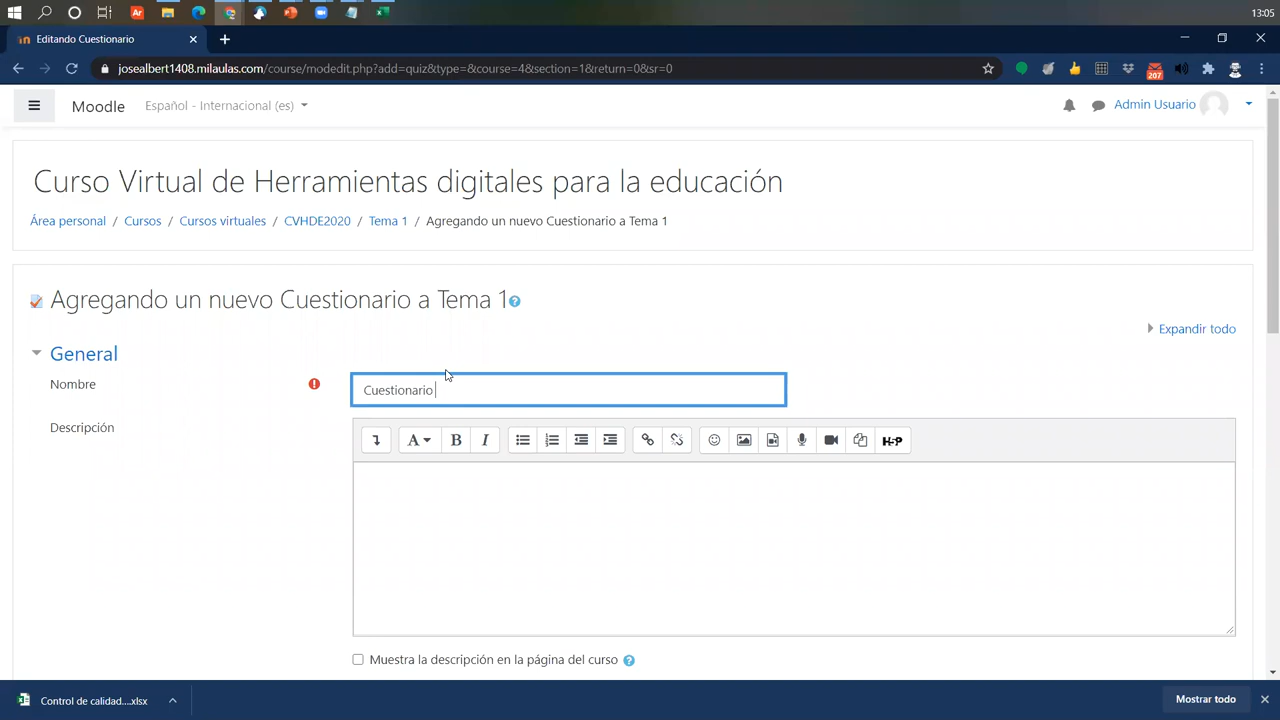 13:05
Editando Cuestionario
josealbert1408.milaulas.com/course/modedit.php?add=quiz&type=&course=4&section=1&return=0&sr=0
207
Moodle
Español - Internacional (es)
Admin Usuario
Curso Virtual de Herramientas digitales para la educación
Área personal / Cursos / Cursos virtuales / CVHDE2020 / Tema 1 / Agregando un nuevo Cuestionario a Tema 1
Agregando un nuevo Cuestionario a Tema 1
Expandir todo
General
Nombre
Cuestionario
Descripción
A B I H-P
Muestra la descripción en la página del curso
Control de calidad....xlsx
Mostrar todo